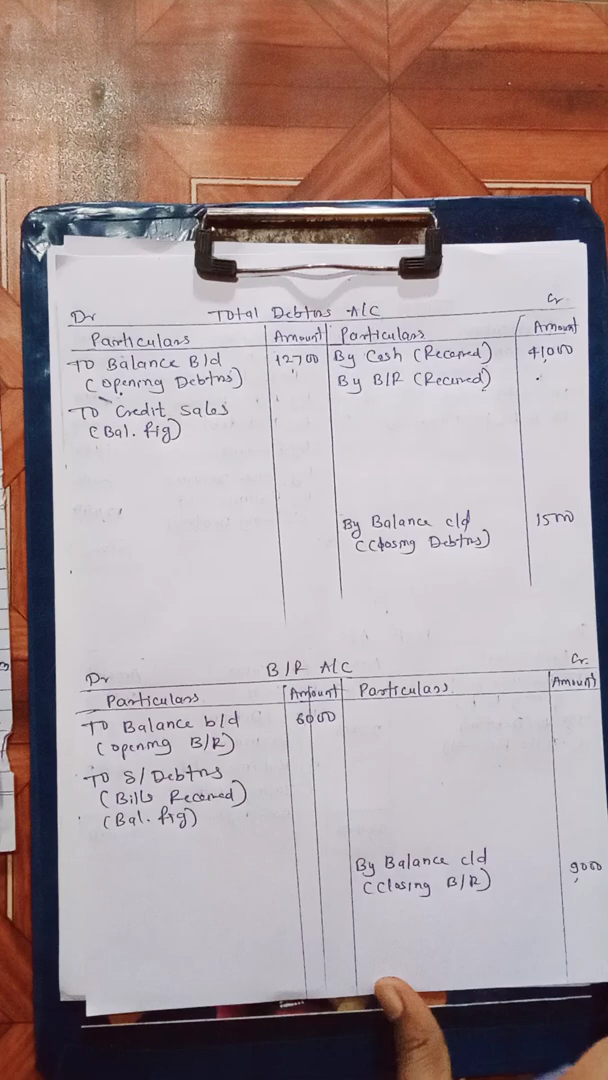 Dr Total Debtors A/C Cr.
Particulars Amount Particulars Amount
To Balance B/d 12700 By Cash (Received) 41000
(Opening Debtors) By B/R (Received)
To Credit Sales
(Bal. fig)
By Balance c/d 15000
(Closing Debtors)
Dr B/R A/C Cr.
Particulars Amount Particulars Amount
To Balance b/d 6000
(opening B/R)
To S/Debtors
(Bills Received)
(Bal. fig)
By Balance c/d 9000
(Closing B/R)